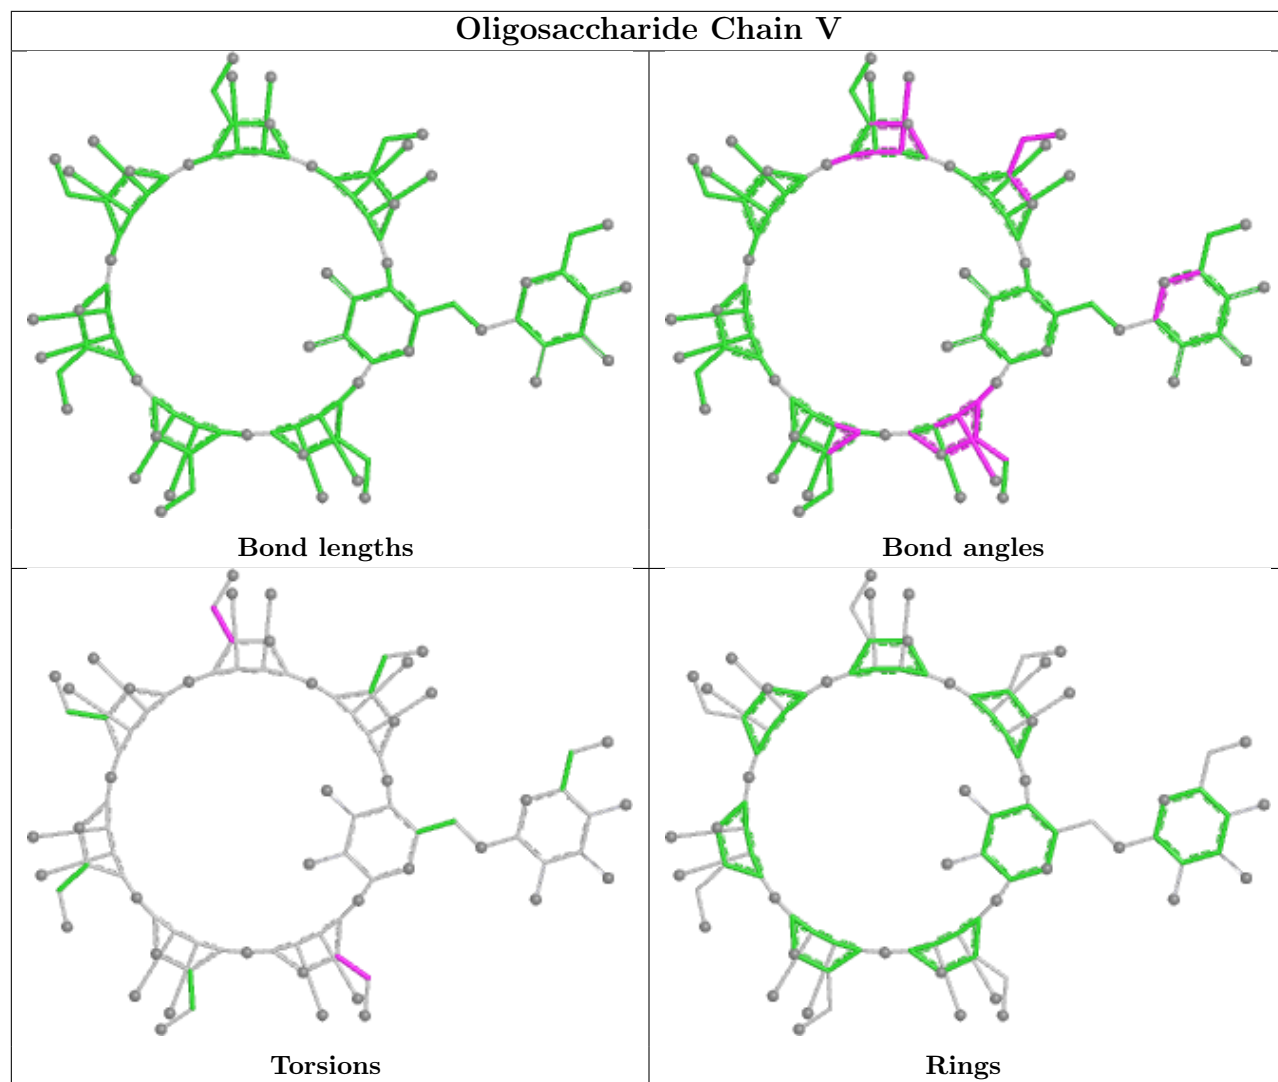 Oligosaccharide Chain V
Bond lengths
Bond angles
Torsions
Rings